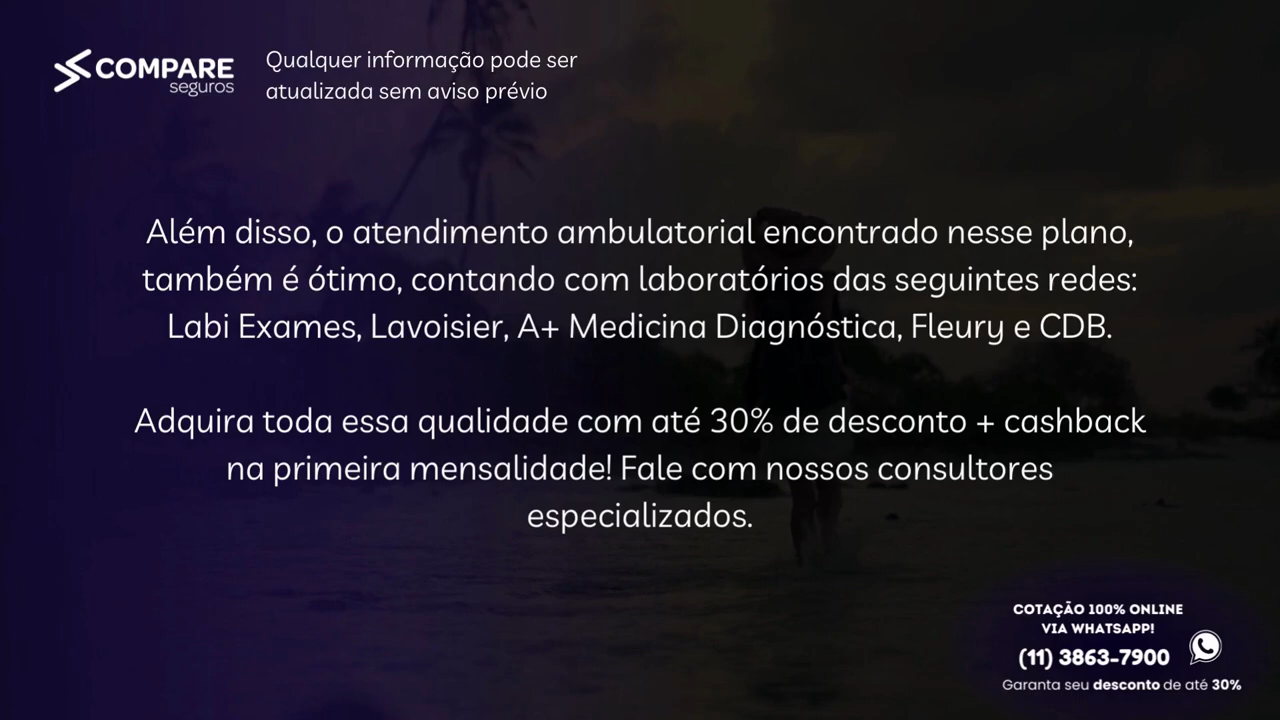 COMPARE
seguros
Qualquer informação pode ser
atualizada sem aviso prévio
Além disso, o atendimento ambulatorial encontrado nesse plano,
também é ótimo, contando com laboratórios das seguintes redes:
Labi Exames, Lavoisier, A+ Medicina Diagnóstica, Fleury e CDB.
Adquira toda essa qualidade com até 30% de desconto + cashback
na primeira mensalidade! Fale com nossos consultores
especializados.
COTAÇÃO 100% ONLINE
VIA WHATSAPP!
(11) 3863-7900
Garanta seu desconto de até 30%